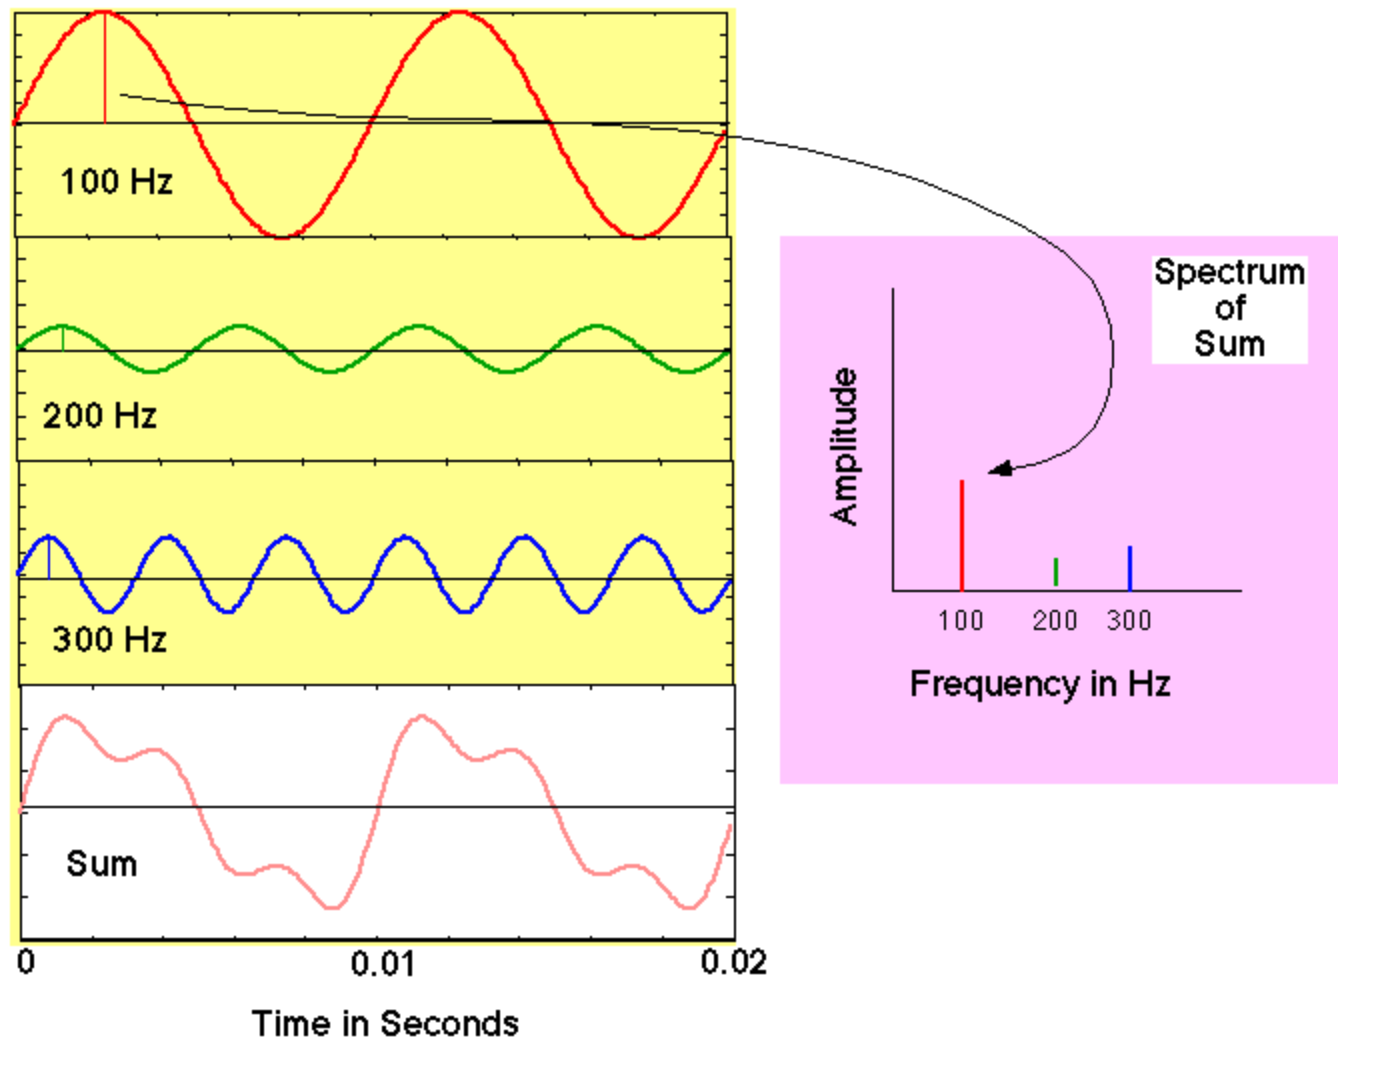 100 Hz
200 Hz
300 Hz
Sum
0 0.01 0.02
Time in Seconds
Spectrum
of
Sum
Amplitude
100 200 300
Frequency in Hz